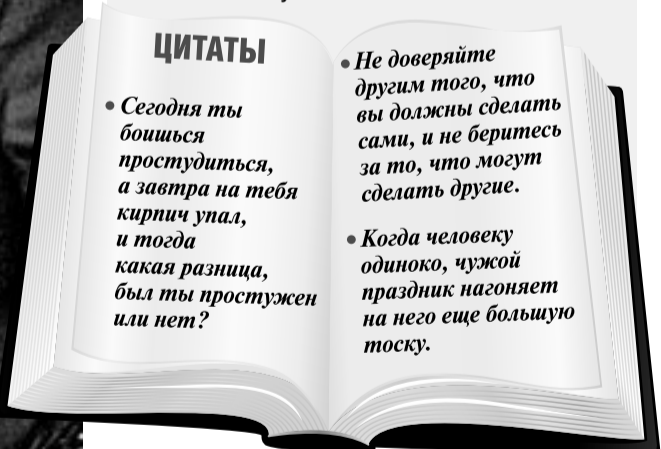 ЦИТАТЫ
• Сегодня ты
боишься
простудиться,
а завтра на тебя
кирпич упал,
и тогда
какая разница,
был ты простужен
или нет?
• Не доверяйте
другим того, что
вы должны сделать
сами, и не беритесь
за то, что могут
сделать другие.
• Когда человеку
одиноко, чужой
праздник нагоняет
на него еще большую
тоску.